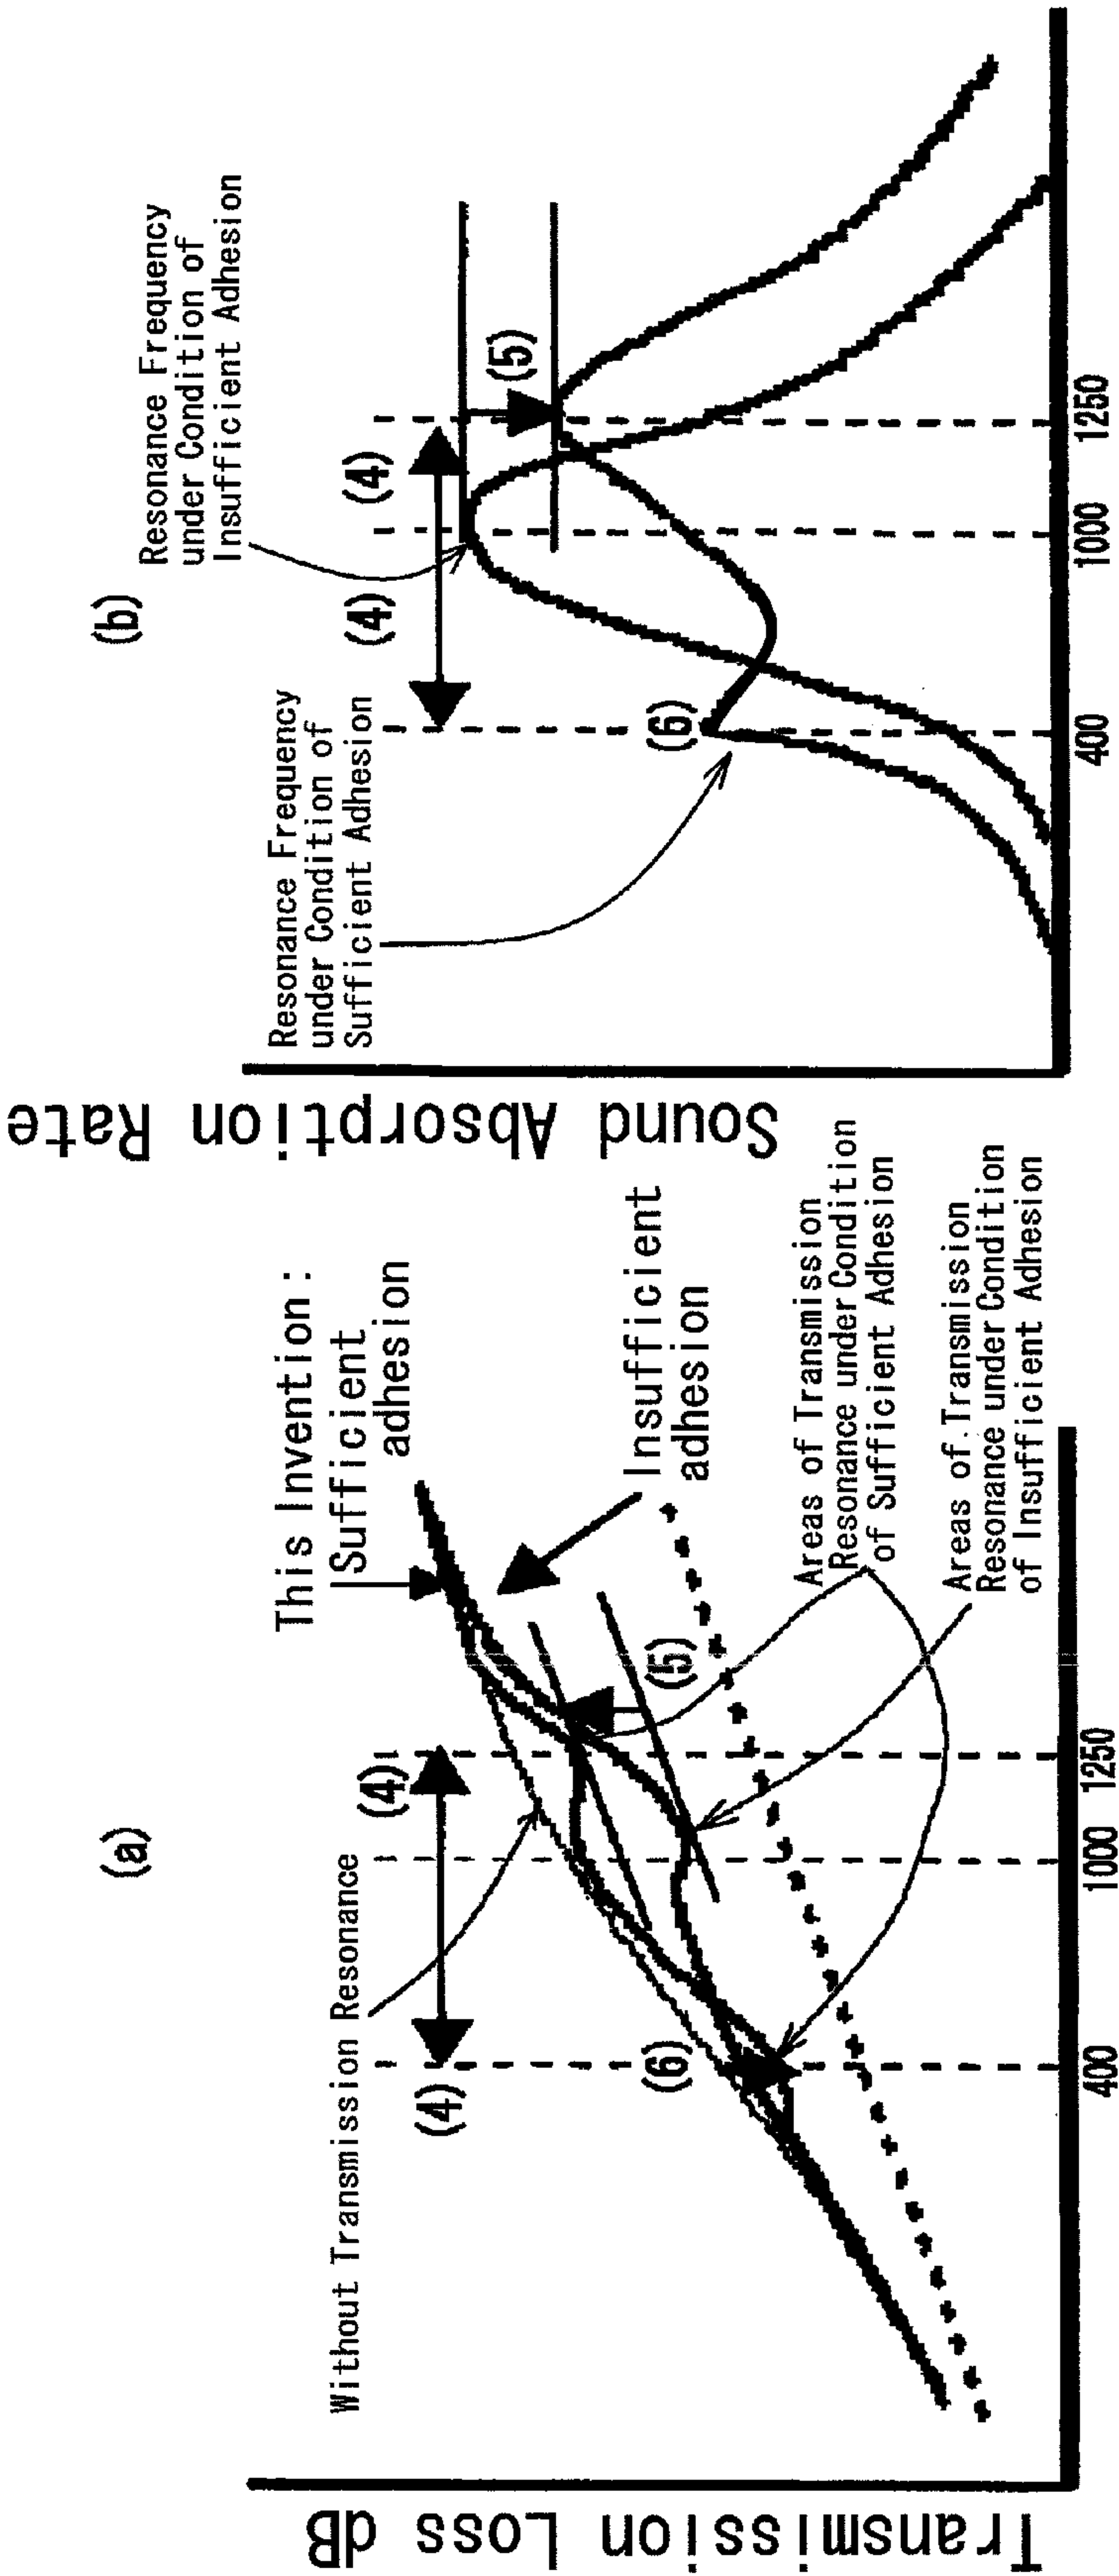 (a)
Transmission Loss dB
Without Transmission Resonance
This Invention:
Sufficient
adhesion
Insufficient
adhesion
(4)
(4)
(5)
(6)
Areas of Transmission
Resonance under Condition
of Sufficient Adhesion
Areas of Transmission
Resonance under Condition
of Insufficient Adhesion
400
1000
1250
(b)
Sound Absorption Rate
Resonance Frequency
under Condition of
Sufficient Adhesion
Resonance Frequency
under Condition of
Insufficient Adhesion
(4)
(4)
(5)
(6)
400
1000
1250